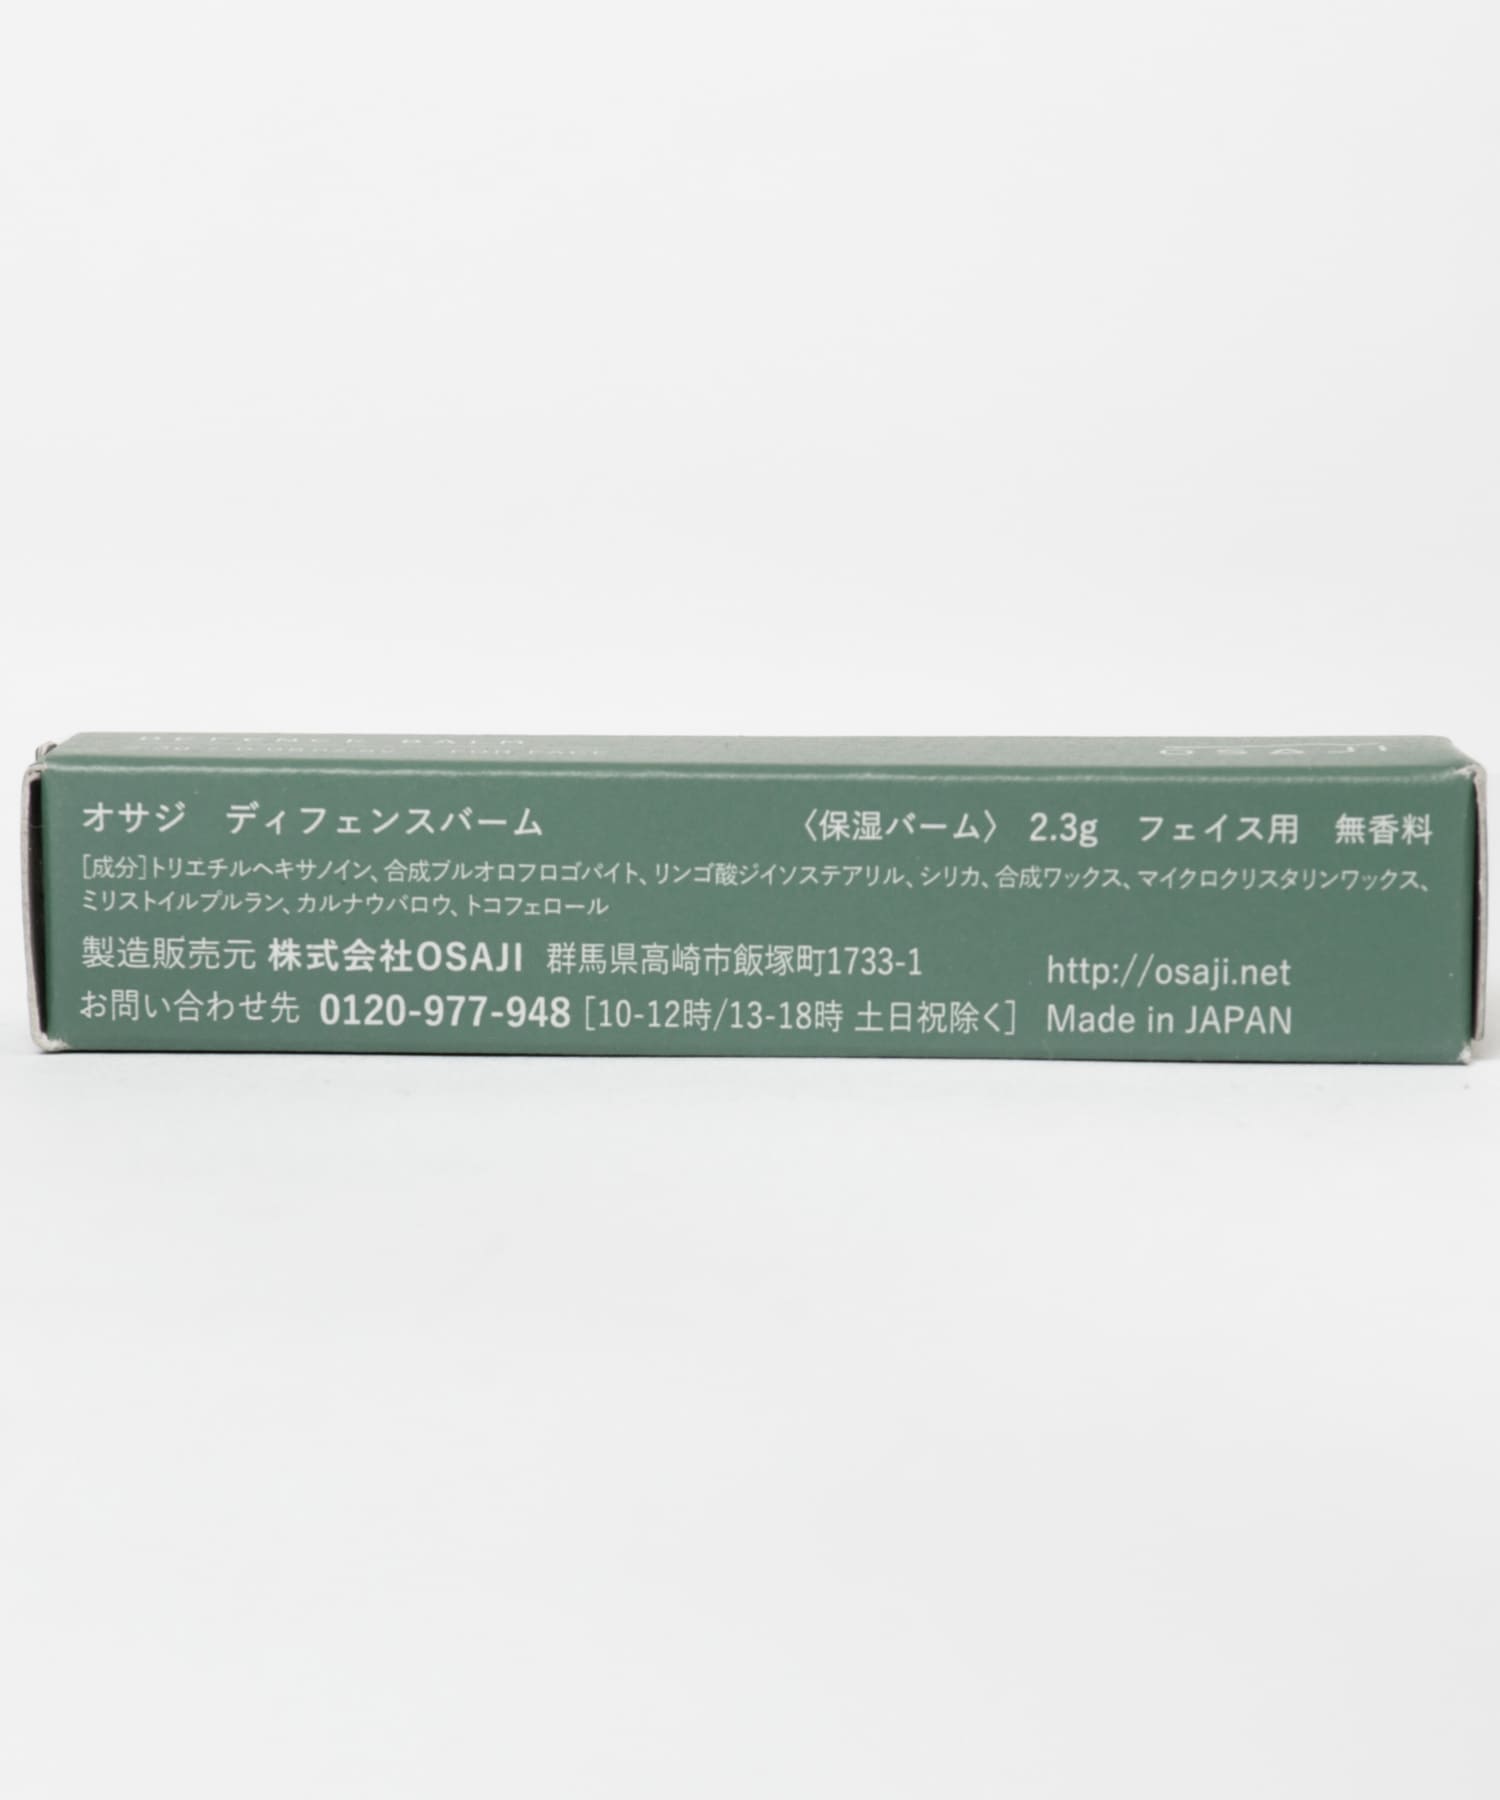 DEFENCE BALM
FOR FACE
OSAJI
オサジ　ディフェンスバーム　〈保湿バーム〉 2.3g　フェイス用　無香料
[成分]トリエチルヘキサノイン、合成フルオロフロゴパイト、リンゴ酸ジイソステアリル、シリカ、合成ワックス、マイクロクリスタリンワックス、
ミリストイルプルラン、カルナウバロウ、トコフェロール
製造販売元 株式会社OSAJI 群馬県高崎市飯塚町1733-1
http://osaji.net
お問い合わせ先 0120-977-948 [10-12時/13-18時 土日祝除く]
Made in JAPAN